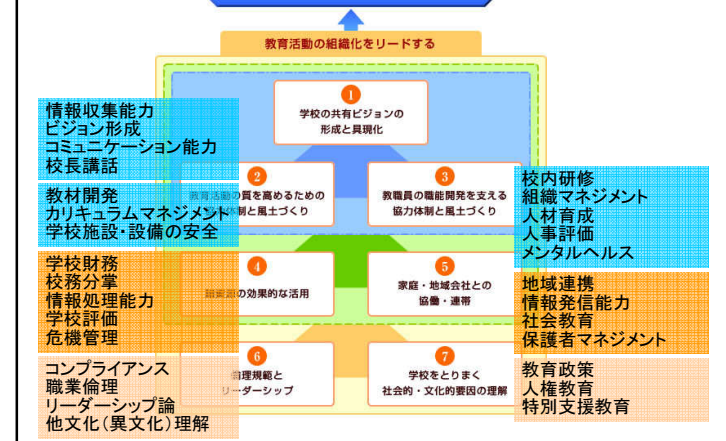 教育活動の組織化をリードする
1
学校の共有ビジョンの
形成と具現化
情報収集能力
ビジョン形成
コミュニケーション能力
校長講話
2
教育活動の質を高めるための
体制と風土づくり
教材開発
カリキュラムマネジメント
学校施設・設備の安全
3
教職員の職能開発を支える
協力体制と風土づくり
校内研修
組織マネジメント
人材育成
人事評価
メンタルヘルス
4
の効果的な活用
学校財務
校務分掌
情報処理能力
学校評価
危機管理
5
家庭・地域会社との
協働・連帯
地域連携
情報発信能力
社会教育
保護者マネジメント
6
倫理規範と
リーダーシップ
コンプライアンス
職業倫理
リーダーシップ論
他文化（異文化）理解
7
学校をとりまく
社会的・文化的要因の理解
教育政策
人権教育
特別支援教育